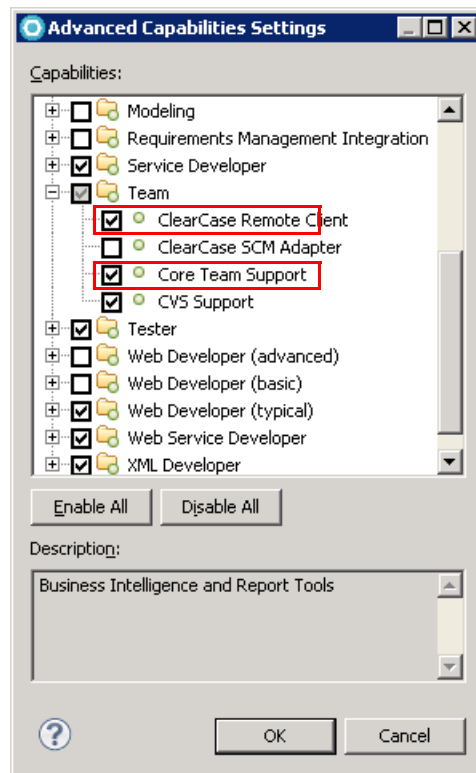 Advanced Capabilities Settings
Capabilities:
Modeling
Requirements Management Integration
Service Developer
Team
ClearCase Remote Client
ClearCase SCM Adapter
Core Team Support
CVS Support
Tester
Web Developer (advanced)
Web Developer (basic)
Web Developer (typical)
Web Service Developer
XML Developer
Enable All
Disable All
Description:
Business Intelligence and Report Tools
?
OK
Cancel